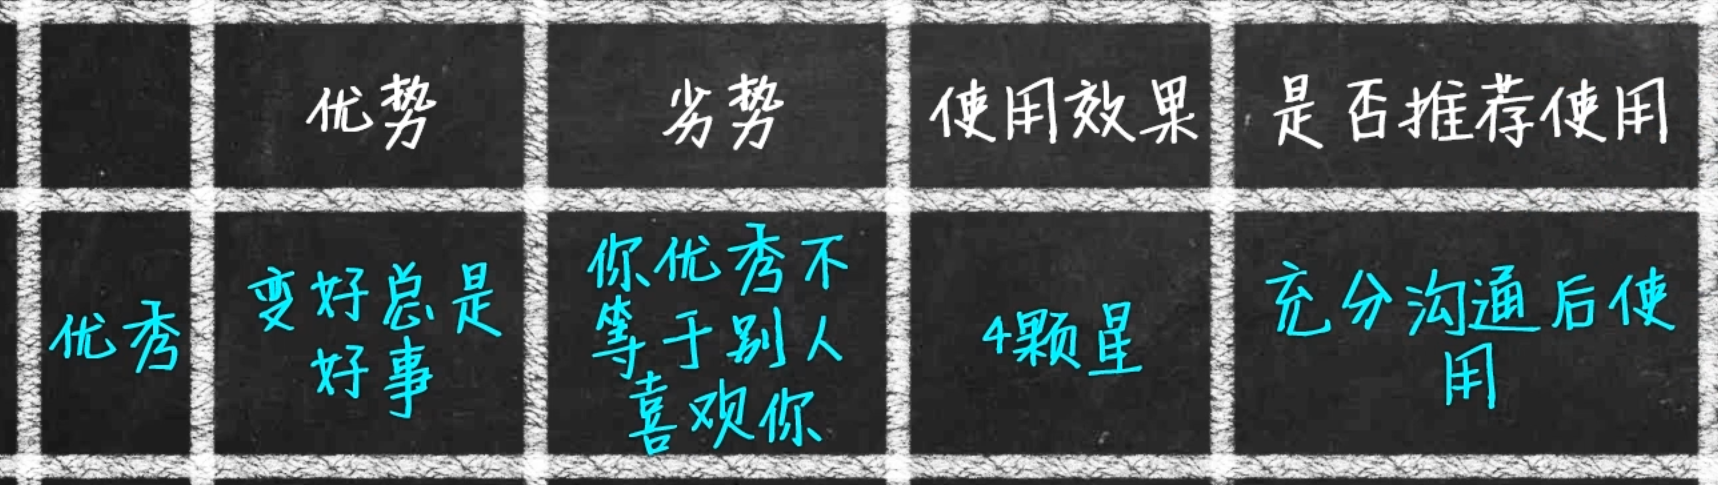 优势
劣势
使用效果
是否推荐使用
优秀
变好总是
好事
你优秀不
等于别人
喜欢你
4颗星
充分沟通后使
用